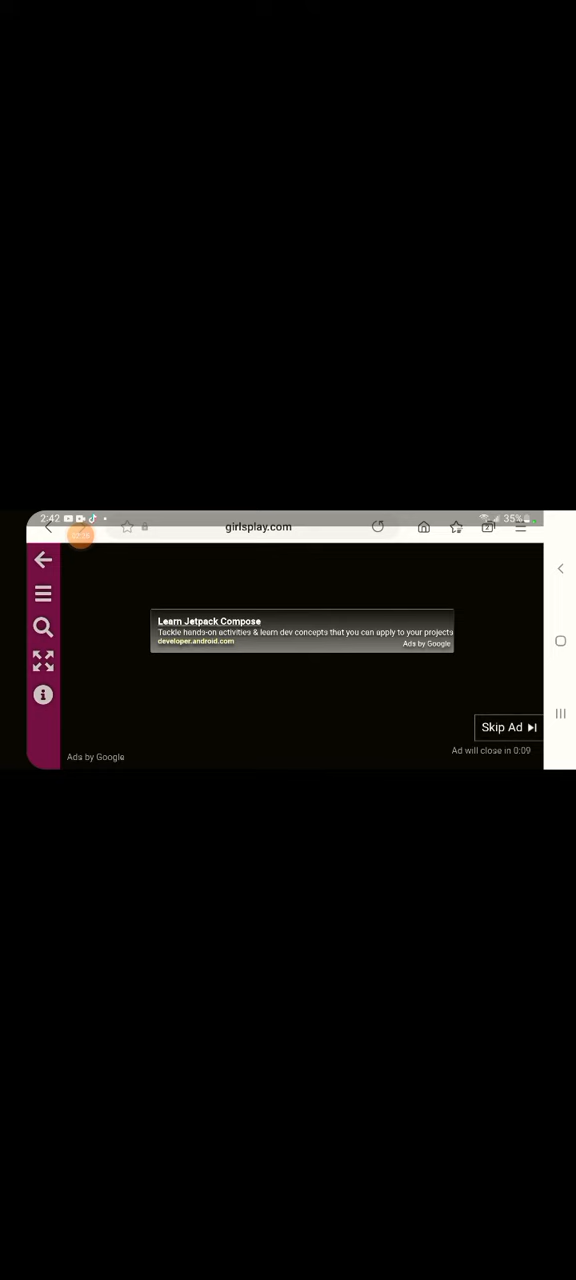 2:42
35%
girlsplay.com
2
Learn Jetpack Compose
Tackle hands-on activities & learn dev concepts that you can apply to your projects
developer.android.com
Ads by Google
Skip Ad
Ad will close in 0:09
Ads by Google